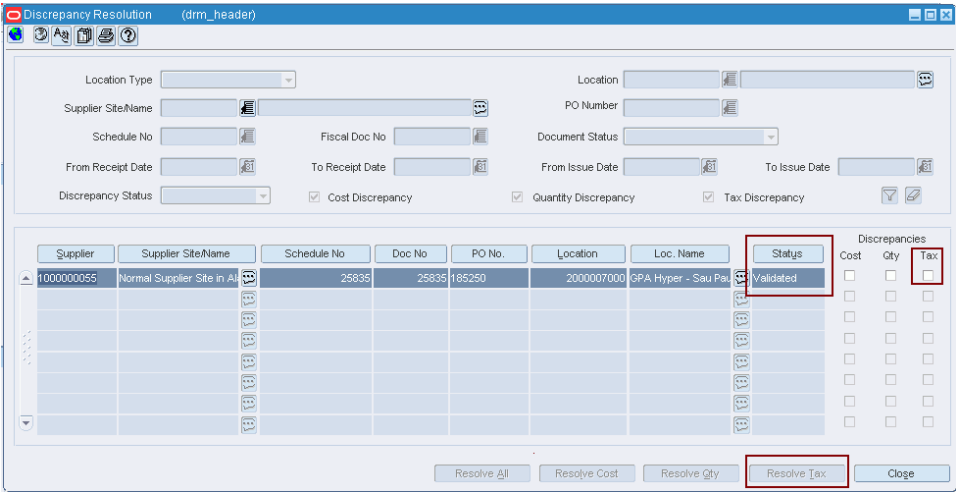 Discrepancy Resolution (drm_header)
Location Type Location
Supplier Site/Name PO Number
Schedule No Fiscal Doc No Document Status
From Receipt Date To Receipt Date From Issue Date To Issue Date
Discrepancy Status Cost Discrepancy Quantity Discrepancy Tax Discrepancy
Discrepancies
Supplier Supplier Site/Name Schedule No Doc No PO No. Location Loc. Name Status Cost Qty Tax
1000000055 Normal Supplier Site in Al 25835 25835 185250 2000007000 GPA Hyper - Sau Pau Validated
Resolve All Resolve Cost Resolve Qty Resolve Tax Close